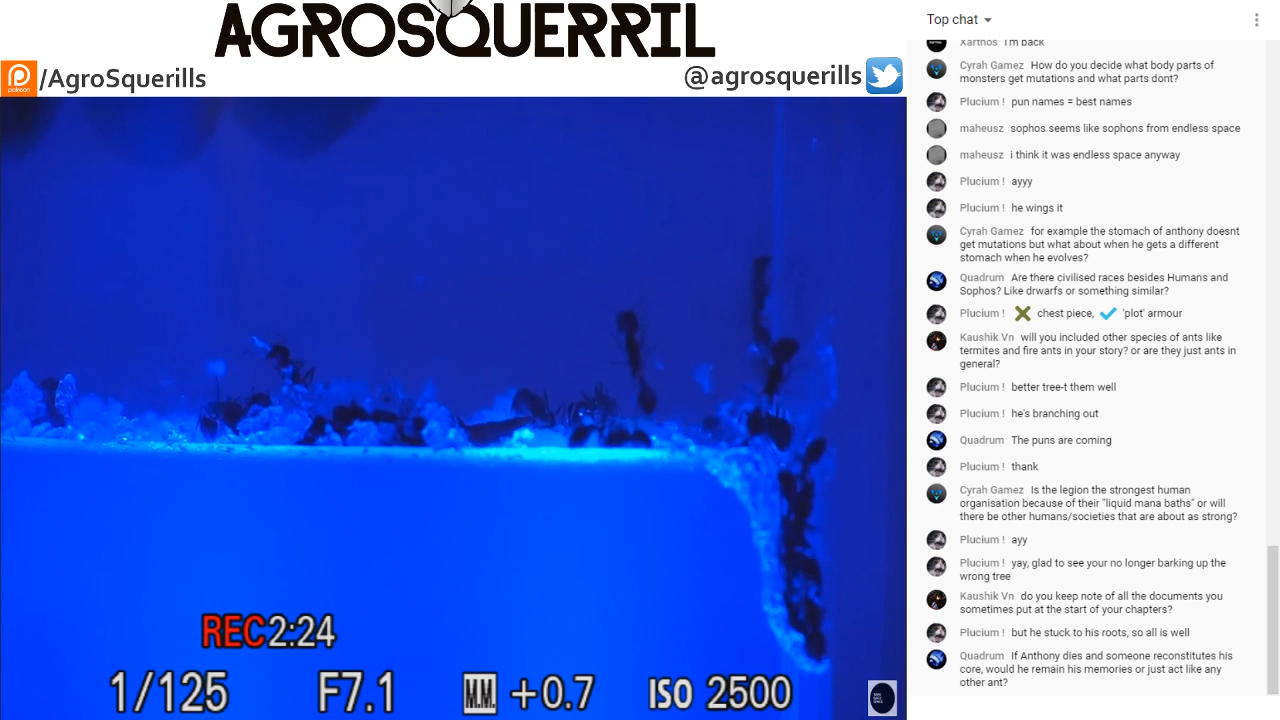 AGROSQUERRIL
patreon
/AgroSquerills
@agrosquerills
Top chat
Xarthos I'm back
Cyrah Gamez How do you decide what body parts of
monsters get mutations and what parts dont?
Plucium ! pun names = best names
maheusz sophos seems like sophons from endless space
maheusz i think it was endless space anyway
Plucium ! ayyy
Plucium ! he wings it
Cyrah Gamez for example the stomach of anthony doesnt
get mutations but what about when he gets a different
stomach when he evolves?
Quadrum Are there civilised races besides Humans and
Sophos? Like drwarfs or something similar?
Plucium ! chest piece, 'plot' armour
Kaushik Vn will you included other species of ants like
termites and fire ants in your story? or are they just ants in
general?
Plucium ! better tree-t them well
Plucium ! he's branching out
Quadrum The puns are coming
Plucium ! thank
Cyrah Gamez Is the legion the strongest human
organisation because of their "liquid mana baths" or will
there be other humans/societies that are about as strong?
Plucium ! ayy
Plucium ! yay, glad to see your no longer barking up the
wrong tree
Kaushik Vn do you keep note of all the documents you
sometimes put at the start of your chapters?
Plucium ! but he stuck to his roots, so all is well
Quadrum If Anthony dies and someone reconstitutes his
core, would he remain his memories or just act like any
other ant?
REC 2:24
1/125 F7.1 M.M. +0.7 ISO 2500